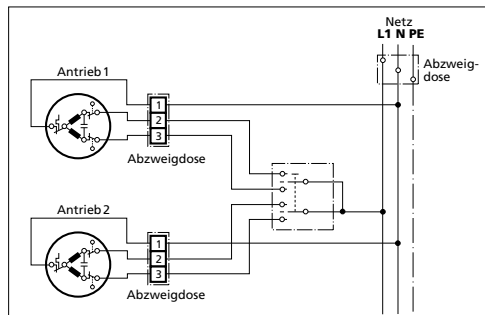 Netz
L1 N PE
Abzweig-
dose
Antrieb 1
1
2
3
Abzweigdose
Antrieb 2
1
2
3
Abzweigdose